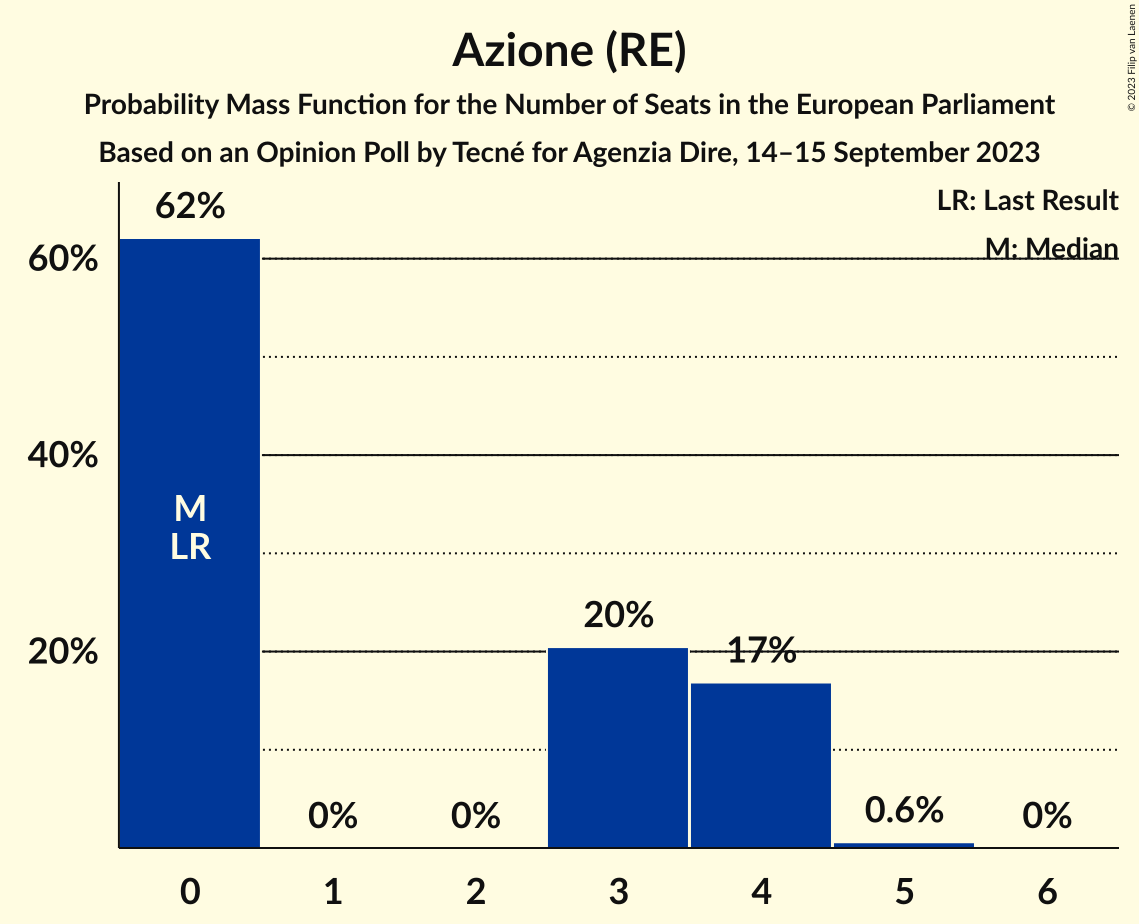 Azione (RE)
Probability Mass Function for the Number of Seats in the European Parliament
Based on an Opinion Poll by Tecné for Agenzia Dire, 14–15 September 2023
© 2023 Filip van Laenen
LR: Last Result
M: Median
62%
60%
40%
20%
M
LR
0%
0%
20%
17%
0.6%
0%
0
1
2
3
4
5
6